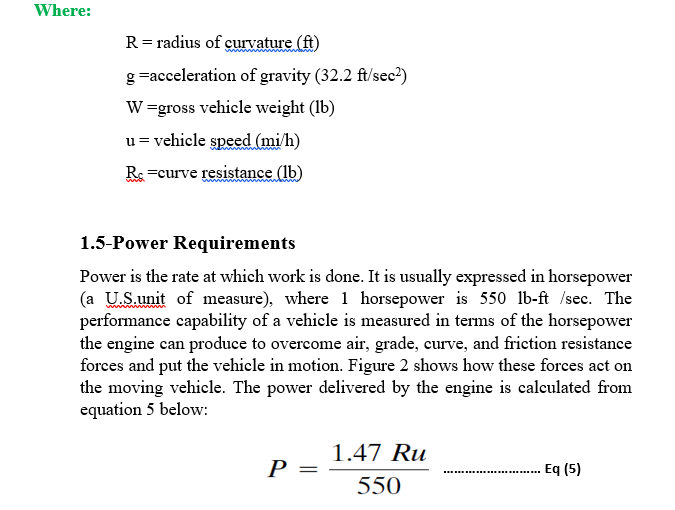 Where:
R = radius of curvature (ft)
g =acceleration of gravity (32.2 ft/sec²)
W =gross vehicle weight (lb)
u = vehicle speed (mi/h)
Rc =curve resistance (lb)
1.5-Power Requirements
Power is the rate at which work is done. It is usually expressed in horsepower
(a U.S.unit of measure), where 1 horsepower is 550 lb-ft /sec. The
performance capability of a vehicle is measured in terms of the horsepower
the engine can produce to overcome air, grade, curve, and friction resistance
forces and put the vehicle in motion. Figure 2 shows how these forces act on
the moving vehicle. The power delivered by the engine is calculated from
equation 5 below:
P = 1.47 Ru / 550 ............................ Eq (5)